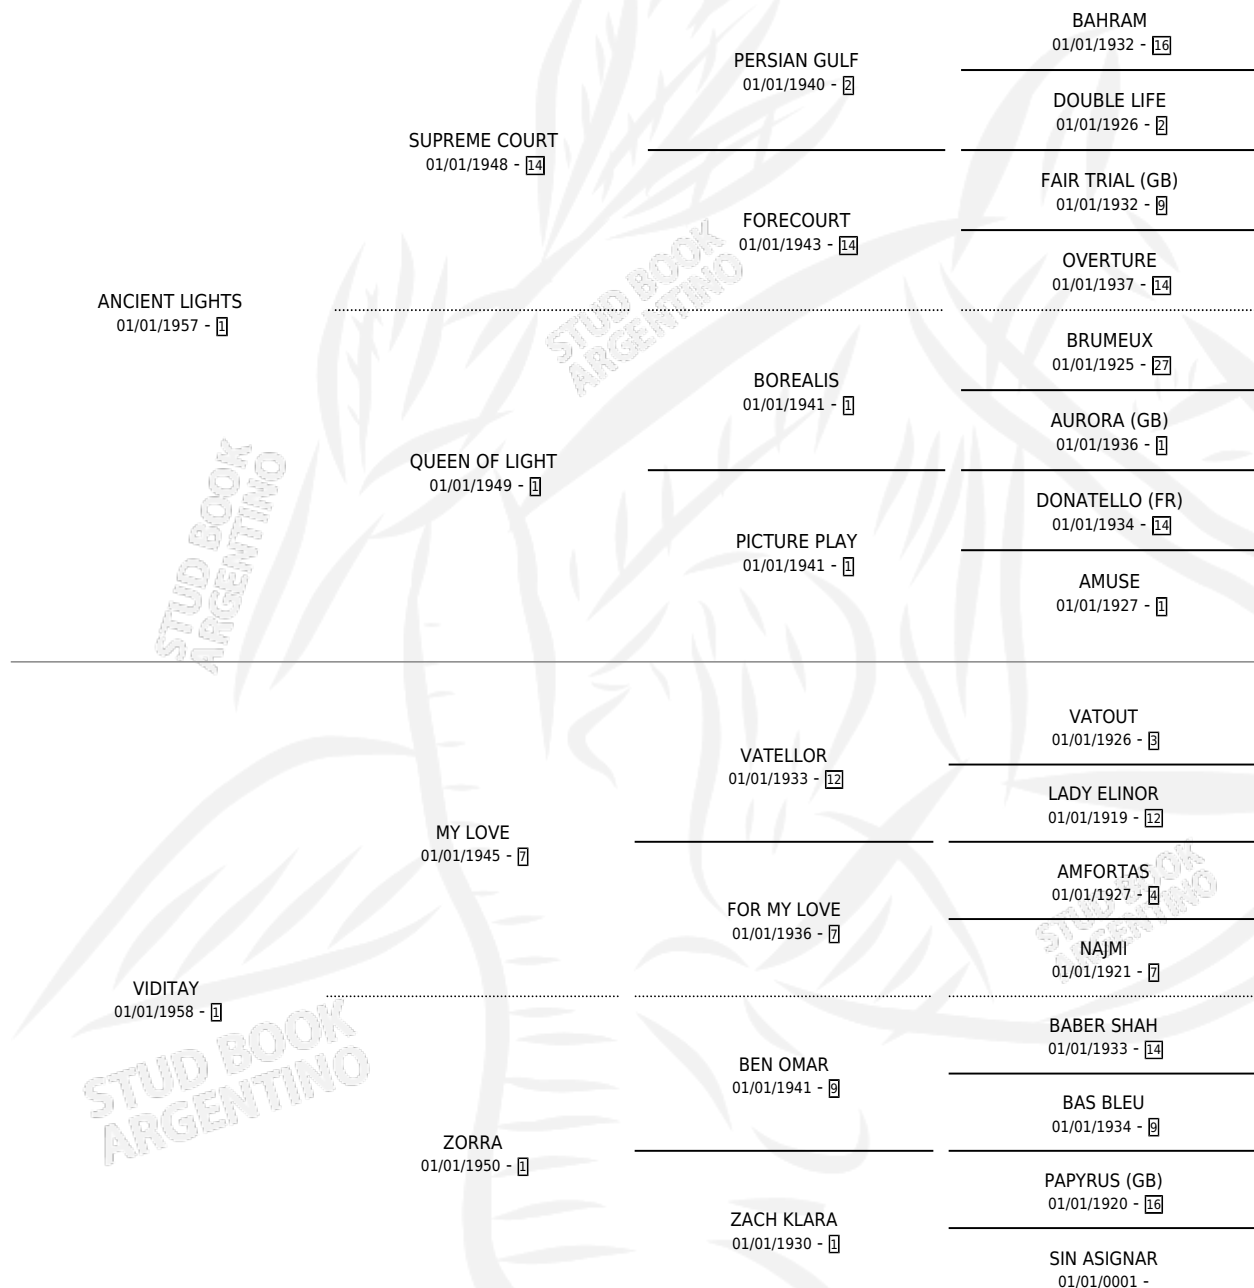 BAHRAM
01/01/1932 - 16
PERSIAN GULF
01/01/1940 - 2
DOUBLE LIFE
01/01/1926 - 2
SUPREME COURT
01/01/1948 - 14
FAIR TRIAL (GB)
01/01/1932 - 9
FORECOURT
01/01/1943 - 14
OVERTURE
01/01/1937 - 14
STUD BOOK
ARGENTINO
ANCIENT LIGHTS
01/01/1957 - 1
BRUMEUX
01/01/1925 - 27
BOREALIS
01/01/1941 - 1
AURORA (GB)
01/01/1936 - 1
QUEEN OF LIGHT
01/01/1949 - 1
DONATELLO (FR)
01/01/1934 - 14
PICTURE PLAY
01/01/1941 - 1
AMUSE
01/01/1927 - 1
STUD BOOK
ARGENTINO
VATOUT
01/01/1926 - 3
VATELLOR
01/01/1933 - 12
LADY ELINOR
01/01/1919 - 12
MY LOVE
01/01/1945 - 7
AMFORTAS
01/01/1927 - 4
FOR MY LOVE
01/01/1936 - 7
NAJMI
01/01/1921 - 7
STUD BOOK
ARGENTINO
VIDITAY
01/01/1958 - 1
BABER SHAH
01/01/1933 - 14
BEN OMAR
01/01/1941 - 9
BAS BLEU
01/01/1934 - 9
STUD BOOK
ARGENTINO
ZORRA
01/01/1950 - 1
PAPYRUS (GB)
01/01/1920 - 16
ZACH KLARA
01/01/1930 - 1
SIN ASIGNAR
01/01/0001 -